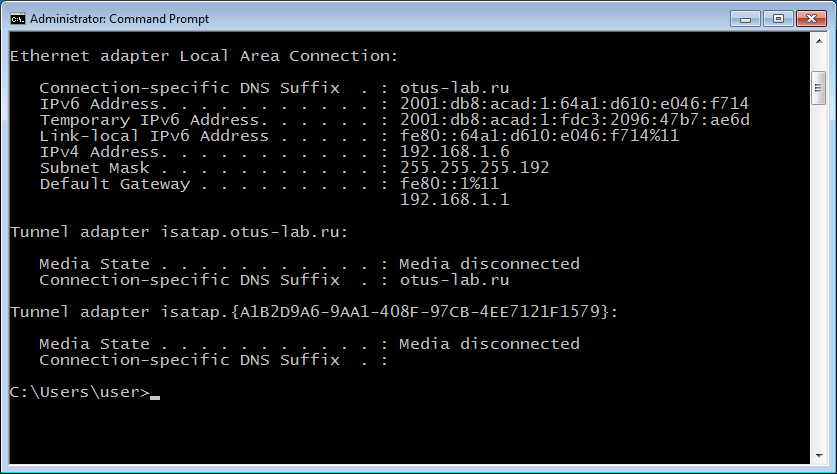 Administrator: Command Prompt
Ethernet adapter Local Area Connection:
Connection-specific DNS Suffix  . : otus-lab.ru
IPv6 Address. . . . . . . . . . . : 2001:db8:acad:1:64a1:d610:e046:f714
Temporary IPv6 Address. . . . . . : 2001:db8:acad:1:fdc3:2096:47b7:ae6d
Link-local IPv6 Address . . . . . : fe80::64a1:d610:e046:f714%11
IPv4 Address. . . . . . . . . . . : 192.168.1.6
Subnet Mask . . . . . . . . . . . : 255.255.255.192
Default Gateway . . . . . . . . . : fe80::1%11
192.168.1.1
Tunnel adapter isatap.otus-lab.ru:
Media State . . . . . . . . . . . : Media disconnected
Connection-specific DNS Suffix  . : otus-lab.ru
Tunnel adapter isatap.{A1B2D9A6-9AA1-408F-97CB-4EE7121F1579}:
Media State . . . . . . . . . . . : Media disconnected
Connection-specific DNS Suffix  . :
C:\Users\user>